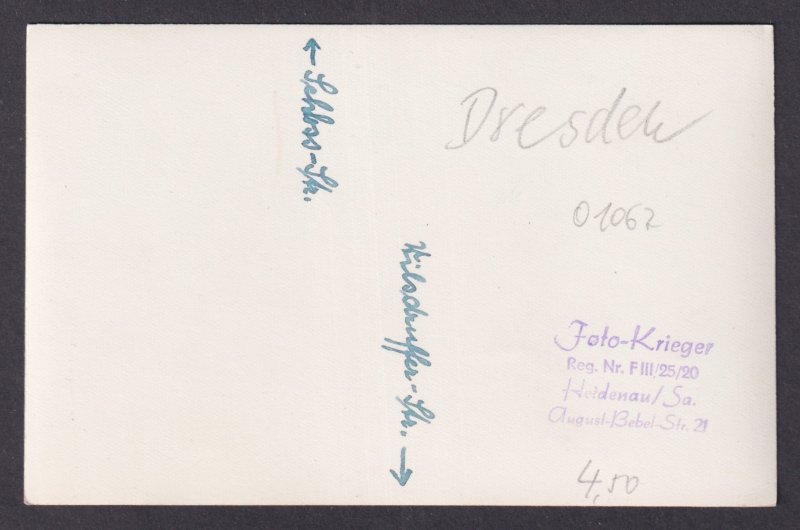 ← Schloss-Str.
Wilsdruffer-Str. →
Dresden
01067
Foto-Krieger
Reg. Nr. F III/25/20
Heidenau/Sa.
August-Bebel-Str. 21
4,50